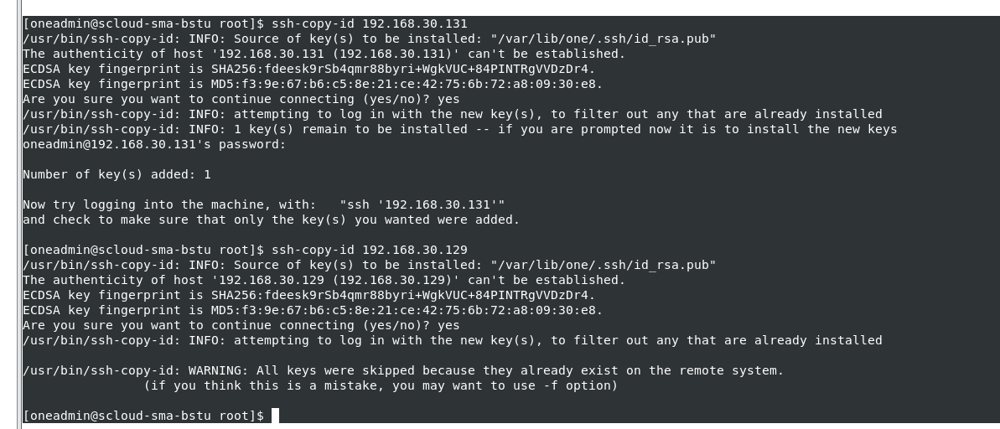 [oneadmin@scloud-sma-bstu root]$ ssh-copy-id 192.168.30.131
/usr/bin/ssh-copy-id: INFO: Source of key(s) to be installed: "/var/lib/one/.ssh/id_rsa.pub"
The authenticity of host '192.168.30.131 (192.168.30.131)' can't be established.
ECDSA key fingerprint is SHA256:fdeesk9rSb4qmr88byri+WgkVUC+84PINTRgVVDzDr4.
ECDSA key fingerprint is MD5:f3:9e:67:b6:c5:8e:21:ce:42:75:6b:72:a8:09:30:e8.
Are you sure you want to continue connecting (yes/no)? yes
/usr/bin/ssh-copy-id: INFO: attempting to log in with the new key(s), to filter out any that are already installed
/usr/bin/ssh-copy-id: INFO: 1 key(s) remain to be installed -- if you are prompted now it is to install the new keys
oneadmin@192.168.30.131's password:
Number of key(s) added: 1
Now try logging into the machine, with:   "ssh '192.168.30.131'"
and check to make sure that only the key(s) you wanted were added.
[oneadmin@scloud-sma-bstu root]$ ssh-copy-id 192.168.30.129
/usr/bin/ssh-copy-id: INFO: Source of key(s) to be installed: "/var/lib/one/.ssh/id_rsa.pub"
The authenticity of host '192.168.30.129 (192.168.30.129)' can't be established.
ECDSA key fingerprint is SHA256:fdeesk9rSb4qmr88byri+WgkVUC+84PINTRgVVDzDr4.
ECDSA key fingerprint is MD5:f3:9e:67:b6:c5:8e:21:ce:42:75:6b:72:a8:09:30:e8.
Are you sure you want to continue connecting (yes/no)? yes
/usr/bin/ssh-copy-id: INFO: attempting to log in with the new key(s), to filter out any that are already installed
/usr/bin/ssh-copy-id: WARNING: All keys were skipped because they already exist on the remote system.
(if you think this is a mistake, you may want to use -f option)
[oneadmin@scloud-sma-bstu root]$